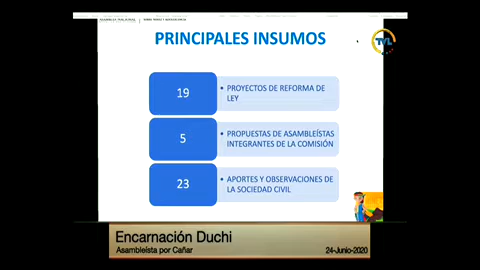 PRINCIPALES INSUMOS
TVL
19
• PROYECTOS DE REFORMA DE
LEY
5
• PROPUESTAS DE ASAMBLEÍSTAS
INTEGRANTES DE LA COMISIÓN
23
• APORTES Y OBSERVACIONES DE
LA SOCIEDAD CIVIL
Encarnación Duchi
Asambleísta por Cañar
24-Junio-2020